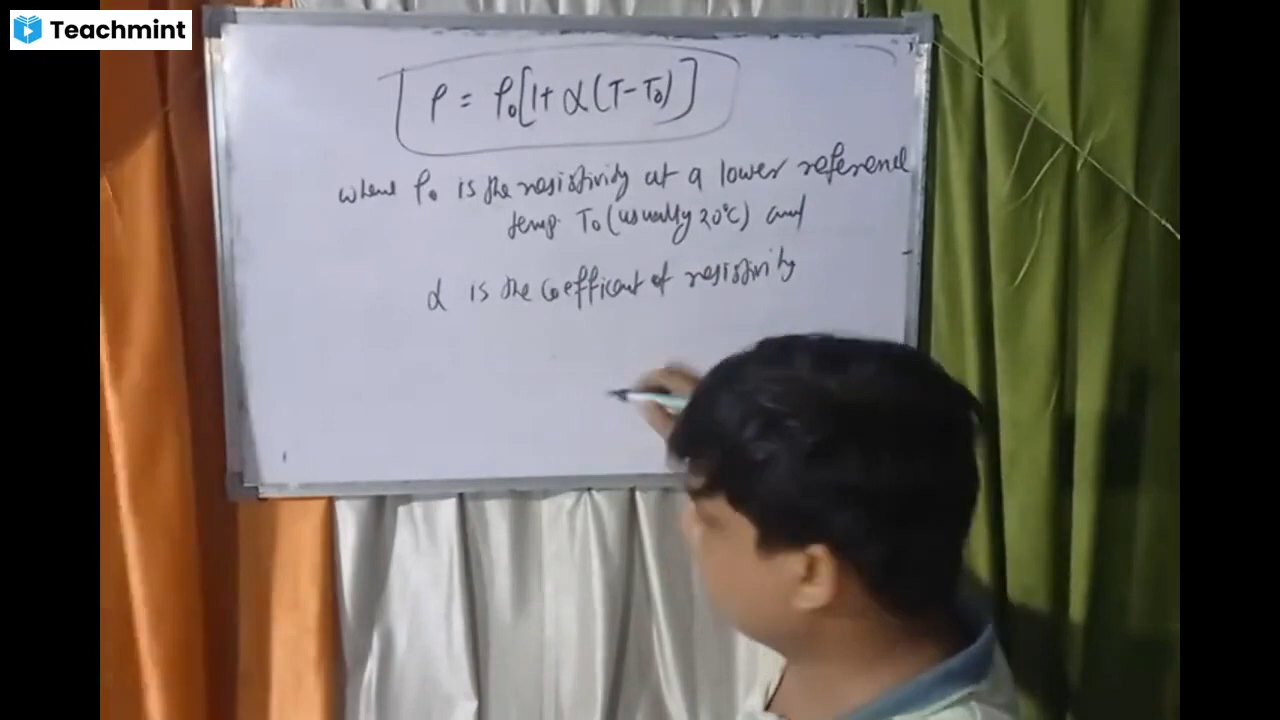 Teachmint
ρ = ρ₀[1+ α(T-T₀)]
where ρ₀ is the resistivity at a lower reference
temp. T₀ (usually 20°C) and
α is the coefficient of resistivity